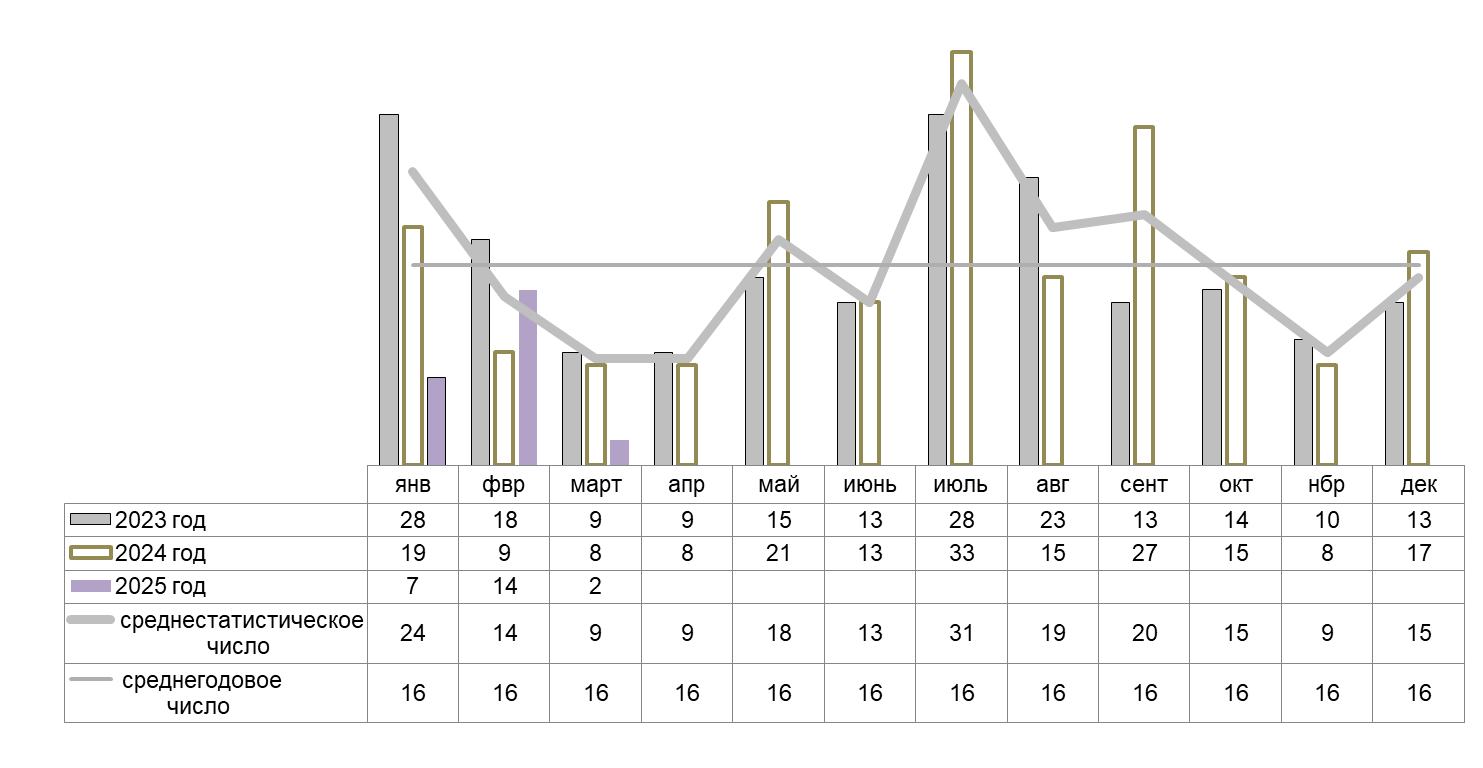 янв фвр март апр май июнь июль авг сент окт нбр дек
2023 год 28 18 9 9 15 13 28 23 13 14 10 13
2024 год 19 9 8 8 21 13 33 15 27 15 8 17
2025 год 7 14 2
среднестатистическое
число 24 14 9 9 18 13 31 19 20 15 9 15
среднегодовое
число 16 16 16 16 16 16 16 16 16 16 16 16